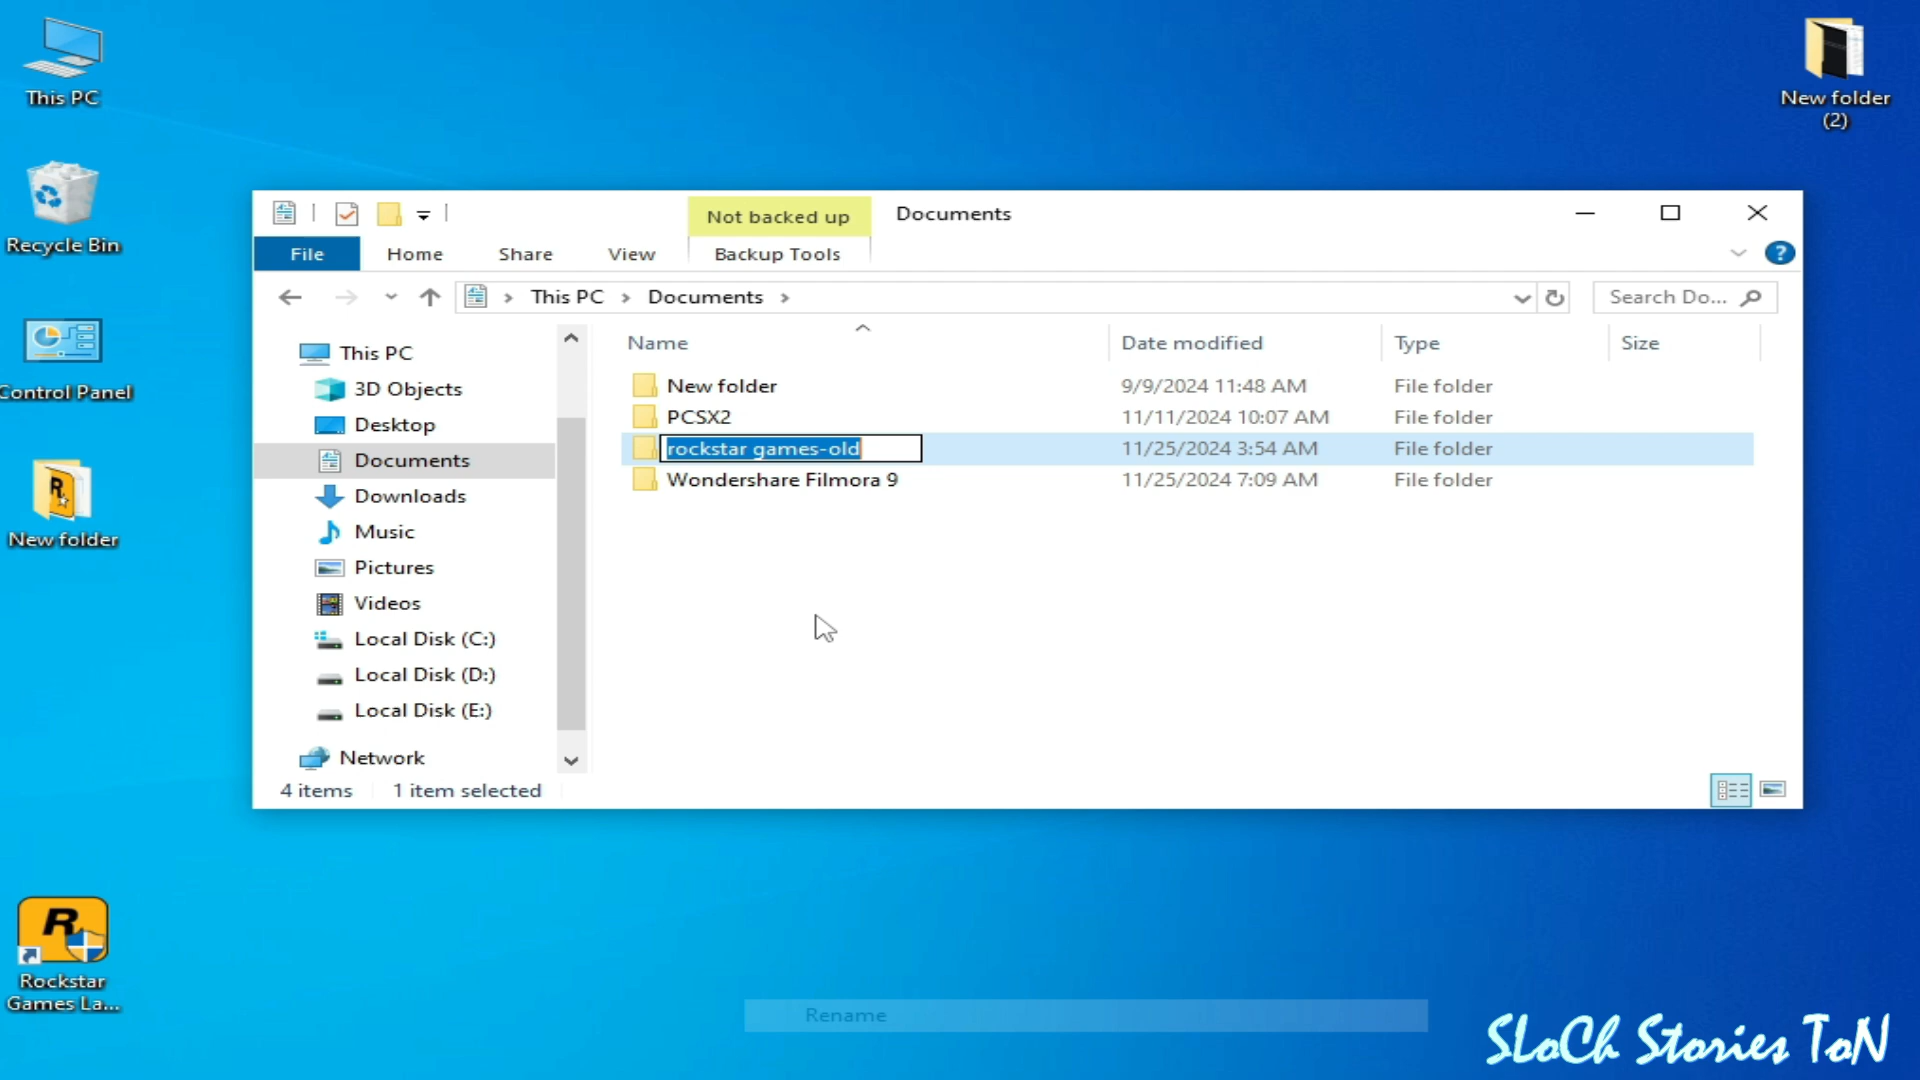 This PC
Recycle Bin
Control Panel
New folder
Rockstar
Games La...
New folder
(2)
Not backed up
Documents
File
Home
Share
View
Backup Tools
?
This PC
Documents
Search Do...
This PC
3D Objects
Desktop
Documents
Downloads
Music
Pictures
Videos
Local Disk (C:)
Local Disk (D:)
Local Disk (E:)
Network
Name Date modified Type Size
New folder 9/9/2024 11:48 AM File folder
PCSX2 11/11/2024 10:07 AM File folder
rockstar games-old 11/25/2024 3:54 AM File folder
Wondershare Filmora 9 11/25/2024 7:09 AM File folder
4 items 1 item selected
Rename
SLoCh Stories ToN